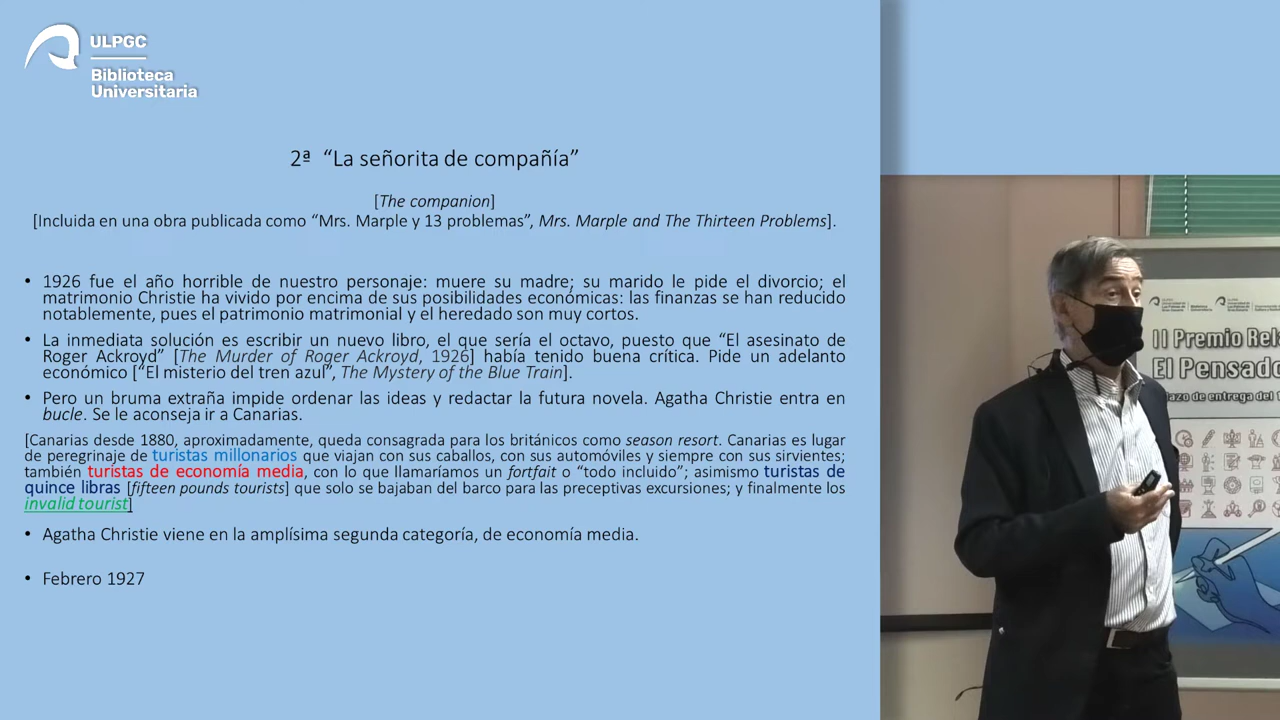 ULPGC
Biblioteca
Universitaria
2ª “La señorita de compañía”
[The companion]
[Incluida en una obra publicada como “Mrs. Marple y 13 problemas”, Mrs. Marple and The Thirteen Problems].
• 1926 fue el año horrible de nuestro personaje: muere su madre; su marido le pide el divorcio; el
matrimonio Christie ha vivido por encima de sus posibilidades económicas: las finanzas se han reducido
notablemente, pues el patrimonio matrimonial y el heredado son muy cortos.
• La inmediata solución es escribir un nuevo libro, el que sería el octavo, puesto que “El asesinato de
Roger Ackroyd” [The Murder of Roger Ackroyd, 1926] había tenido buena crítica. Pide un adelanto
económico [“El misterio del tren azul”, The Mystery of the Blue Train].
• Pero un bruma extraña impide ordenar las ideas y redactar la futura novela. Agatha Christie entra en
bucle. Se le aconseja ir a Canarias.
[Canarias desde 1880, aproximadamente, queda consagrada para los británicos como season resort. Canarias es lugar
de peregrinaje de turistas millonarios que viajan con sus caballos, con sus automóviles y siempre con sus sirvientes;
también turistas de economía media, con lo que llamaríamos un fortfait o “todo incluido”; asimismo turistas de
quince libras [fifteen pounds tourists] que solo se bajaban del barco para las preceptivas excursiones; y finalmente los
invalid tourist]
• Agatha Christie viene en la amplísima segunda categoría, de economía media.
• Febrero 1927
II Premio Rel
El Pensado
azo de entrega del 1